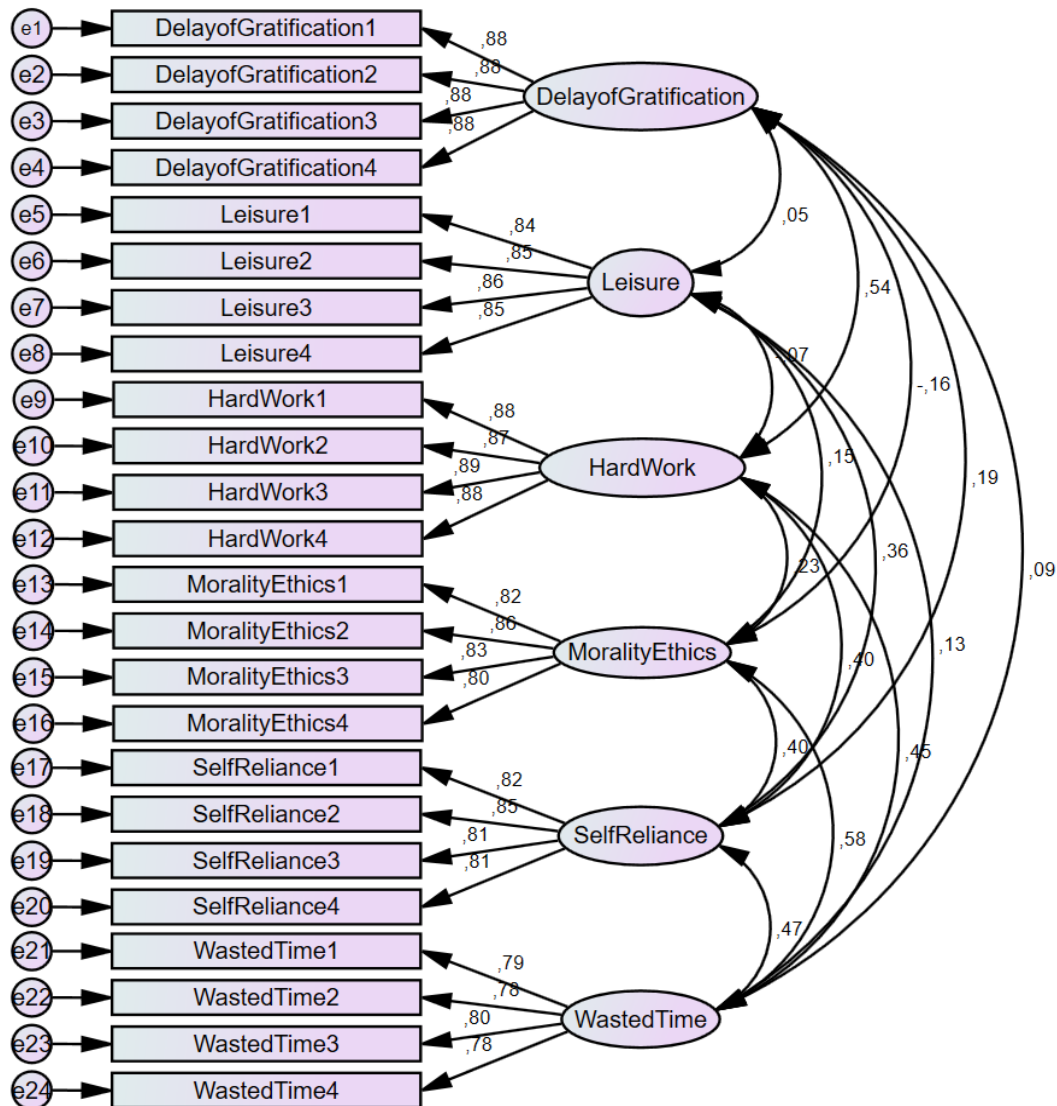 e1
DelayofGratification1
,88
e2
DelayofGratification2
,88
DelayofGratification
e3
DelayofGratification3
,88
e4
DelayofGratification4
,88
e5
Leisure1
,84
,05
e6
Leisure2
,85
Leisure
e7
Leisure3
,86
,54
e8
Leisure4
,85
-,07
-,16
e9
HardWork1
,88
e10
HardWork2
,87
HardWork
,15
e11
HardWork3
,89
,19
e12
HardWork4
,88
,36
e13
MoralityEthics1
,82
,23
,09
e14
MoralityEthics2
,86
MoralityEthics
,13
e15
MoralityEthics3
,83
,40
e16
MoralityEthics4
,80
e17
SelfReliance1
,82
,40
,45
e18
SelfReliance2
,85
SelfReliance
e19
SelfReliance3
,81
,58
e20
SelfReliance4
,81
e21
WastedTime1
,79
,47
e22
WastedTime2
,78
WastedTime
e23
WastedTime3
,80
e24
WastedTime4
,78